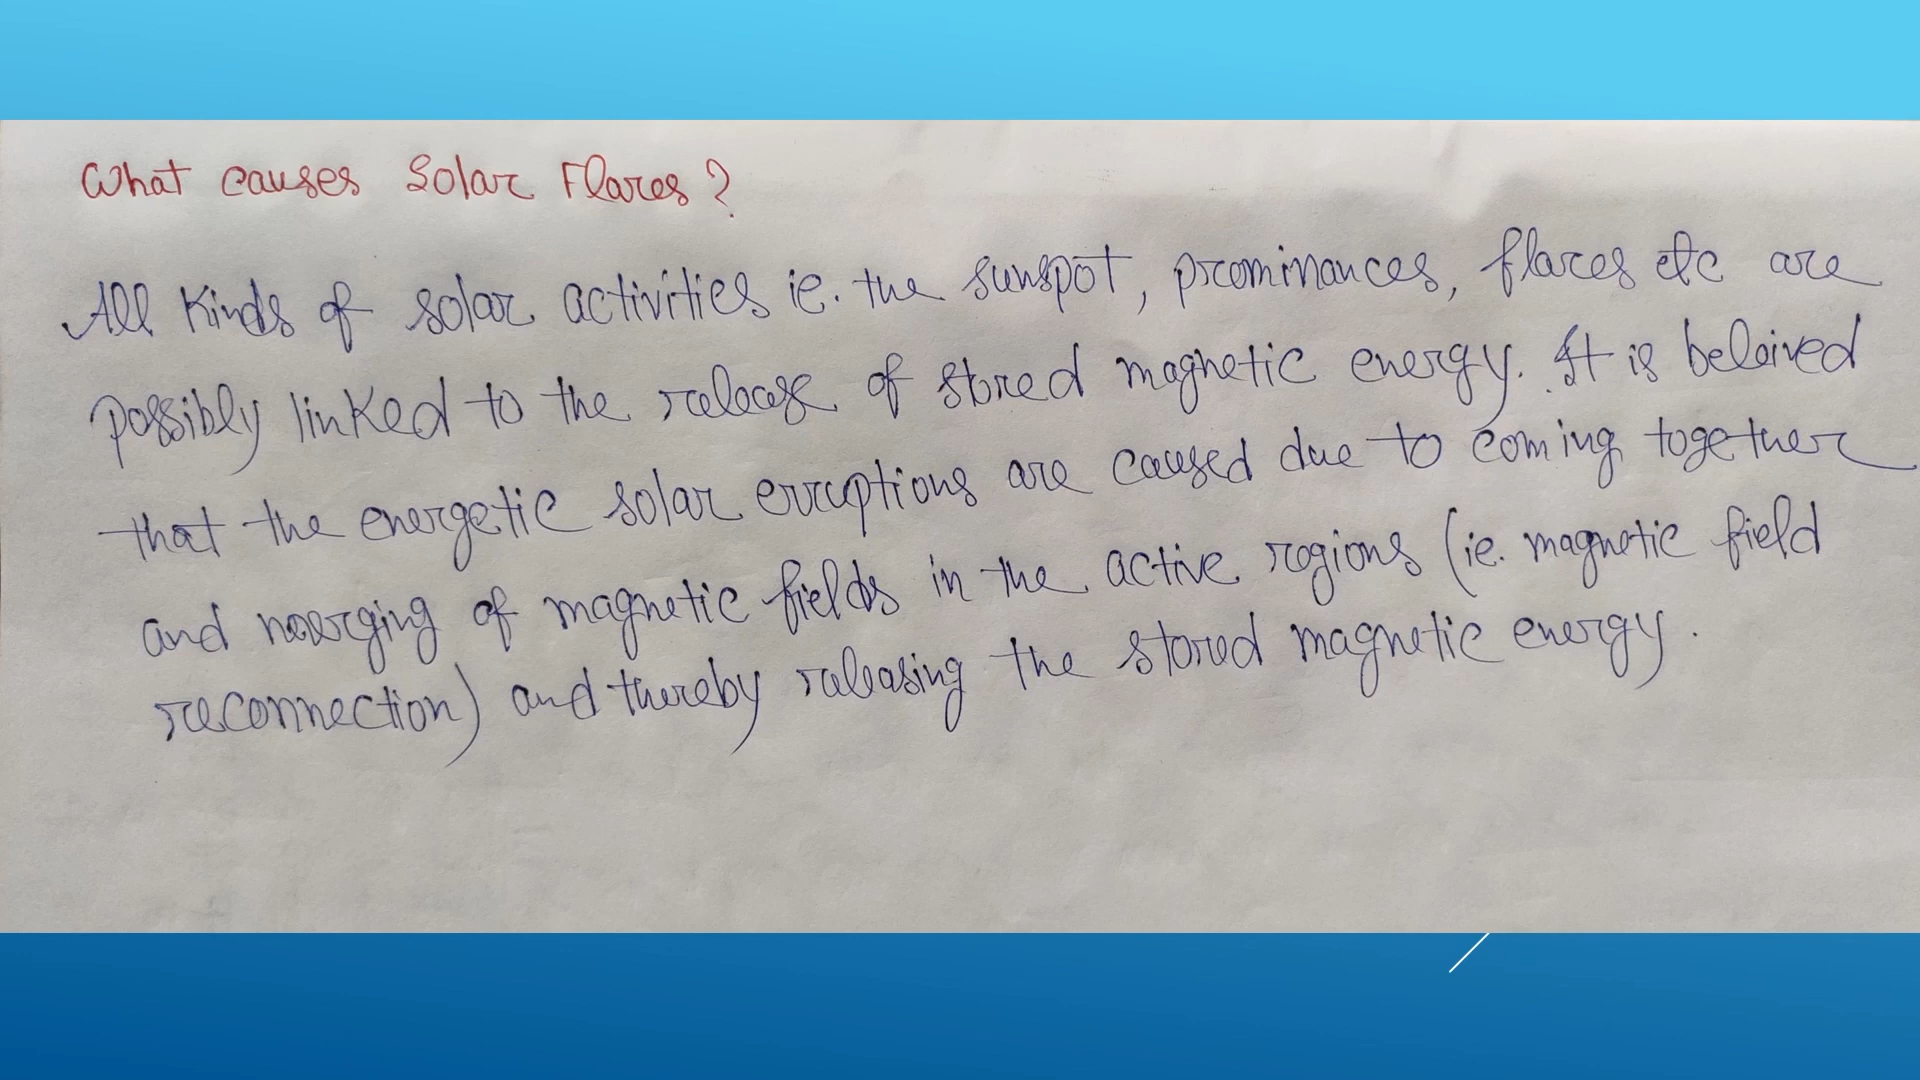 What causes Solar Flares?
All kinds of solar activities ie. the sunspot, prominances, flares etc are
possibly linked to the release of stored magnetic energy. It is beleived
that the energetic solar erruptions are caused due to coming together
and merging of magnetic fields in the active regions (ie. magnetic field
reconnection) and thereby releasing the stored magnetic energy.